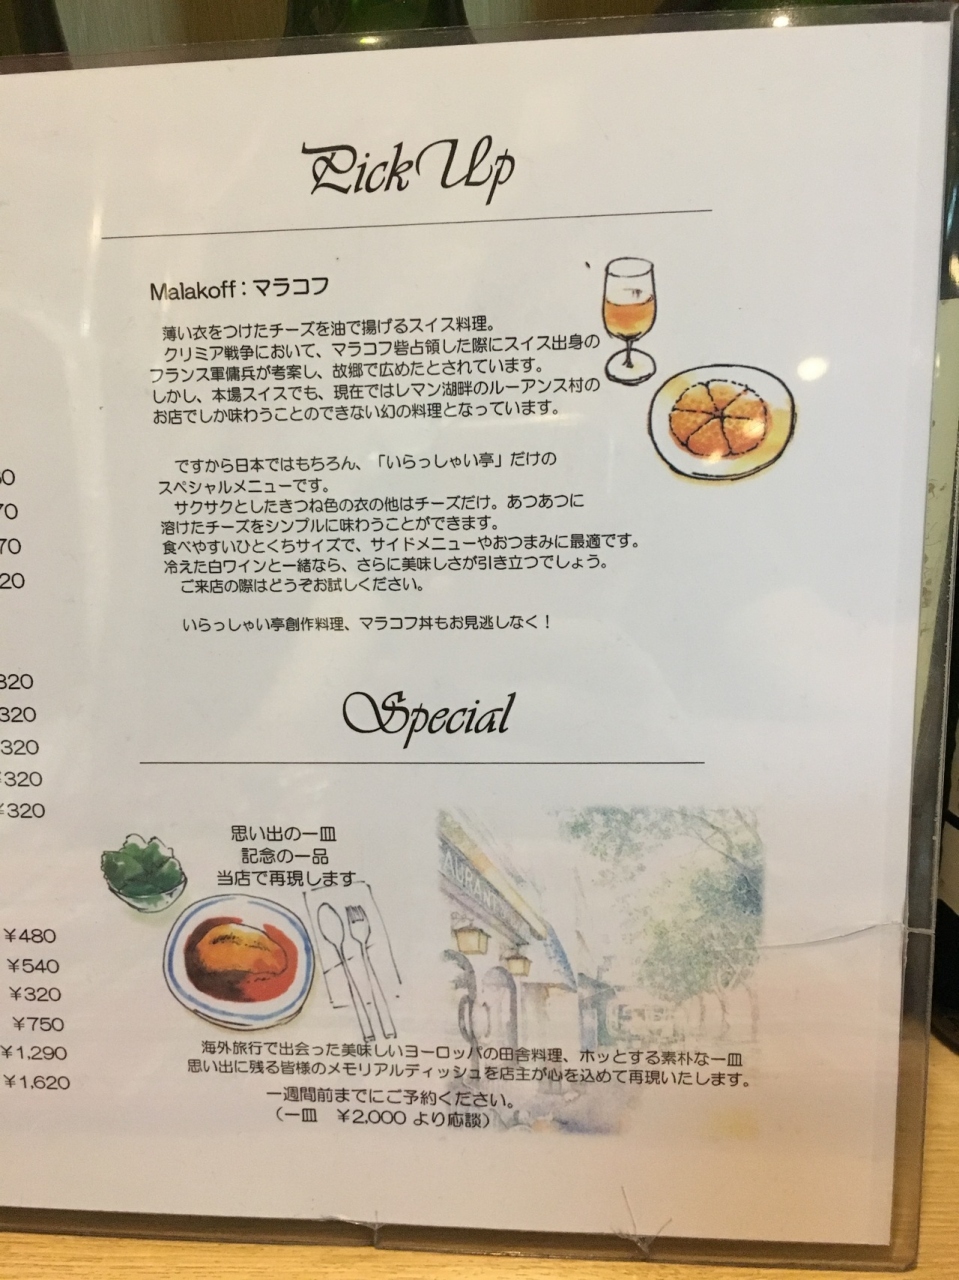 Pick Up
Malakoff：マラコフ
薄い衣をつけたチーズを油で揚げるスイス料理。
クリミア戦争において、マラコフ砦占領した際にスイス出身の
フランス軍傭兵が考案し、故郷で広めたとされています。
しかし、本場スイスでも、現在ではレマン湖畔のルーアンス村の
お店でしか味わうことのできない幻の料理となっています。
ですから日本ではもちろん、「いらっしゃい亭」だけの
スペシャルメニューです。
サクサクとしたきつね色の衣の他はチーズだけ。あつあつに
溶けたチーズをシンプルに味わうことができます。
食べやすいひとくちサイズで、サイドメニューやおつまみに最適です。
冷えた白ワインと一緒なら、さらに美味しさが引き立つでしょう。
ご来店の際はどうぞお試しください。
いらっしゃい亭創作料理、マラコフ丼もお見逃しなく！
Special
思い出の一皿
記念の一品
当店で再現します
AURANT
海外旅行で出会った美味しいヨーロッパの田舎料理、ホッとする素朴な一皿
思い出に残る皆様のメモリアルディッシュを店主が心を込めて再現いたします。
一週間前までにご予約ください。
（一皿　¥2,000 より応談）
0
70
70
20
320
320
320
¥320
¥320
¥480
¥540
¥320
¥750
¥1,290
¥1,620